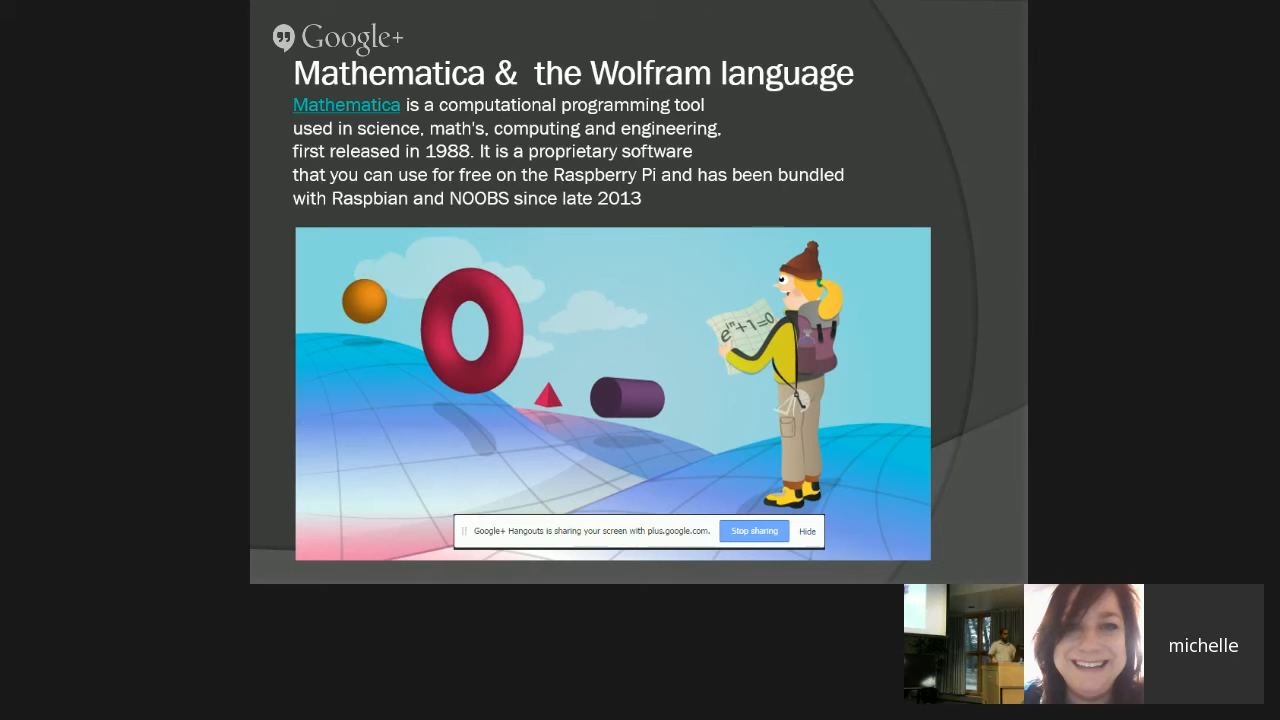 Google+
Mathematica & the Wolfram language
Mathematica is a computational programming tool
used in science, math's, computing and engineering,
first released in 1988. It is a proprietary software
that you can use for free on the Raspberry Pi and has been bundled
with Raspbian and NOOBS since late 2013
e^iπ+1=0
Google+ Hangouts is sharing your screen with plus.google.com.
Stop sharing
Hide
michelle